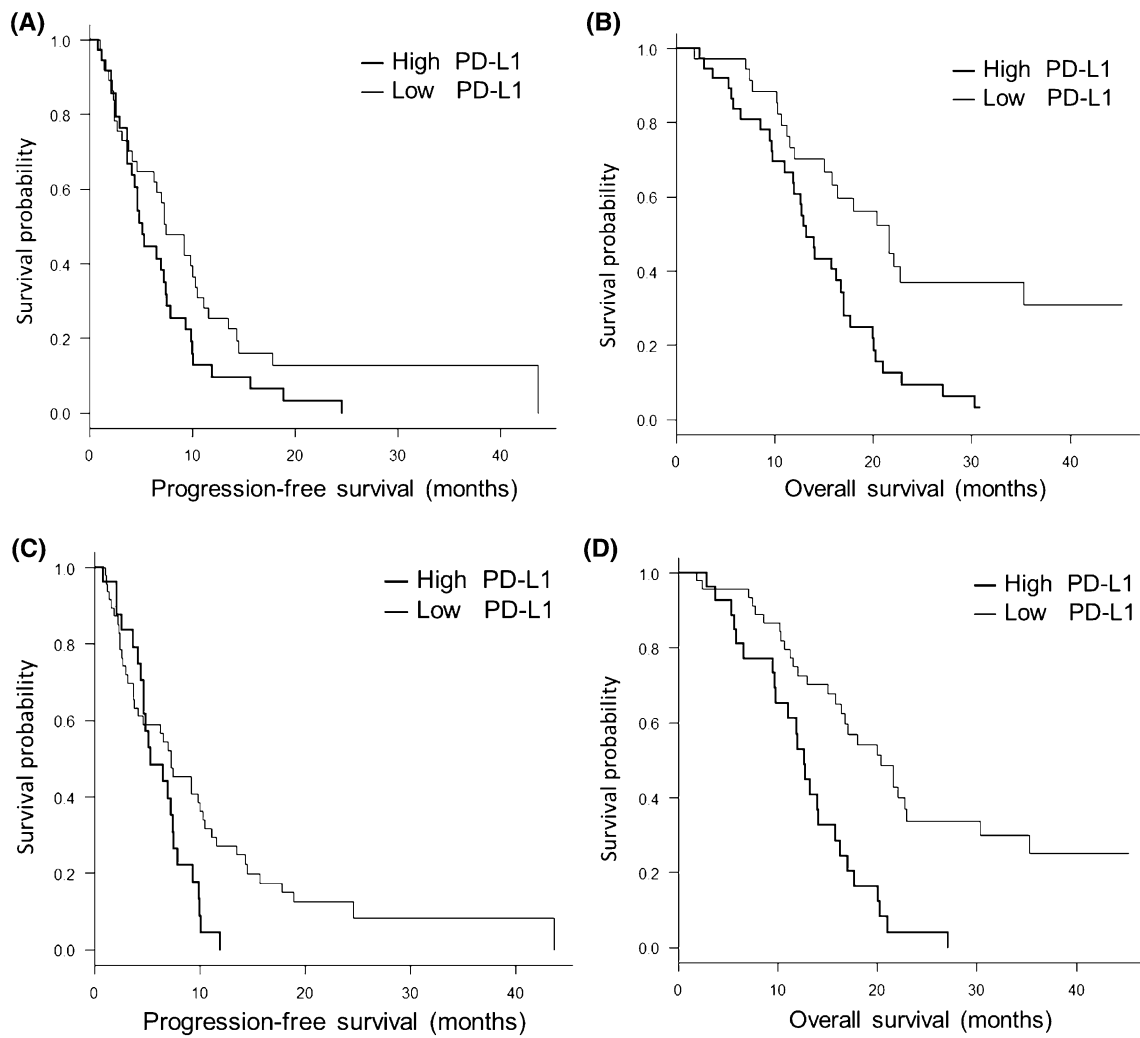 (A)
High PD-L1
Low PD-L1
Survival probability
1.0
0.8
0.6
0.4
0.2
0.0
0 10 20 30 40
Progression-free survival (months)
(B)
High PD-L1
Low PD-L1
Survival probability
1.0
0.8
0.6
0.4
0.2
0.0
0 10 20 30 40
Overall survival (months)
(C)
High PD-L1
Low PD-L1
Survival probability
1.0
0.8
0.6
0.4
0.2
0.0
0 10 20 30 40
Progression-free survival (months)
(D)
High PD-L1
Low PD-L1
Survival probability
1.0
0.8
0.6
0.4
0.2
0.0
0 10 20 30 40
Overall survival (months)